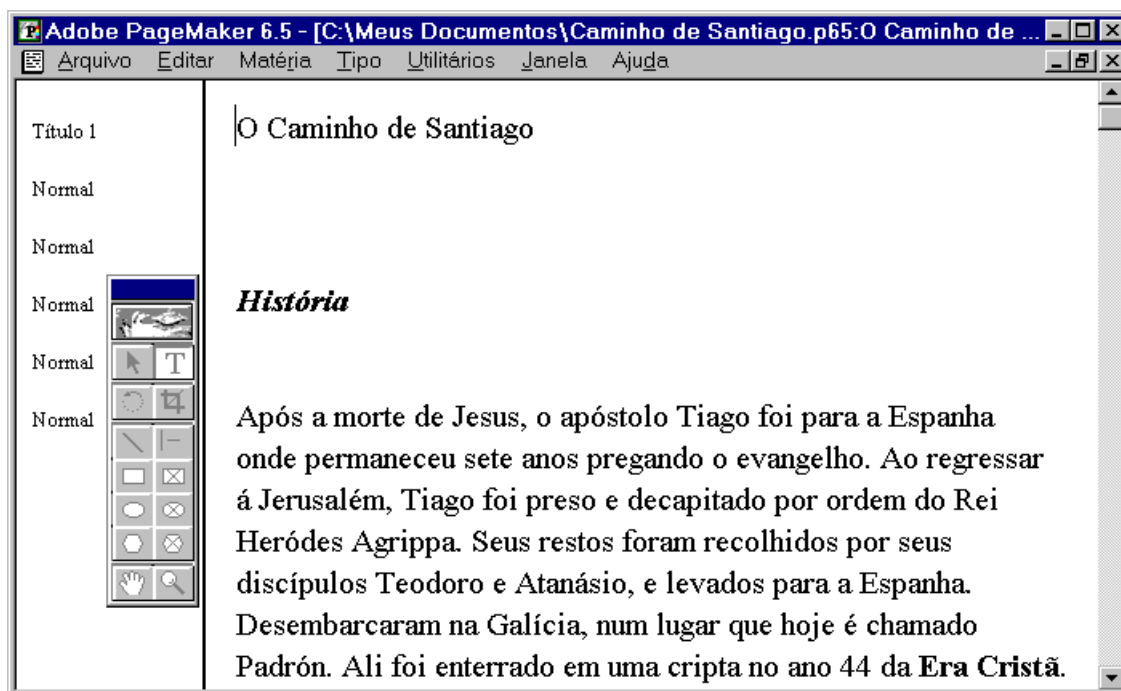 Adobe PageMaker 6.5 - [C:\Meus Documentos\Caminho de Santiago.p65:O Caminho de ...
Arquivo Editar Matéria Tipo Utilitários Janela Ajuda
Título 1
O Caminho de Santiago
Normal
Normal
Normal
História
T
Normal
Normal
Após a morte de Jesus, o apóstolo Tiago foi para a Espanha
onde permaneceu sete anos pregando o evangelho. Ao regressar
á Jerusalém, Tiago foi preso e decapitado por ordem do Rei
Heródes Agrippa. Seus restos foram recolhidos por seus
discípulos Teodoro e Atanásio, e levados para a Espanha.
Desembarcaram na Galícia, num lugar que hoje é chamado
Padrón. Ali foi enterrado em uma cripta no ano 44 da Era Cristã.